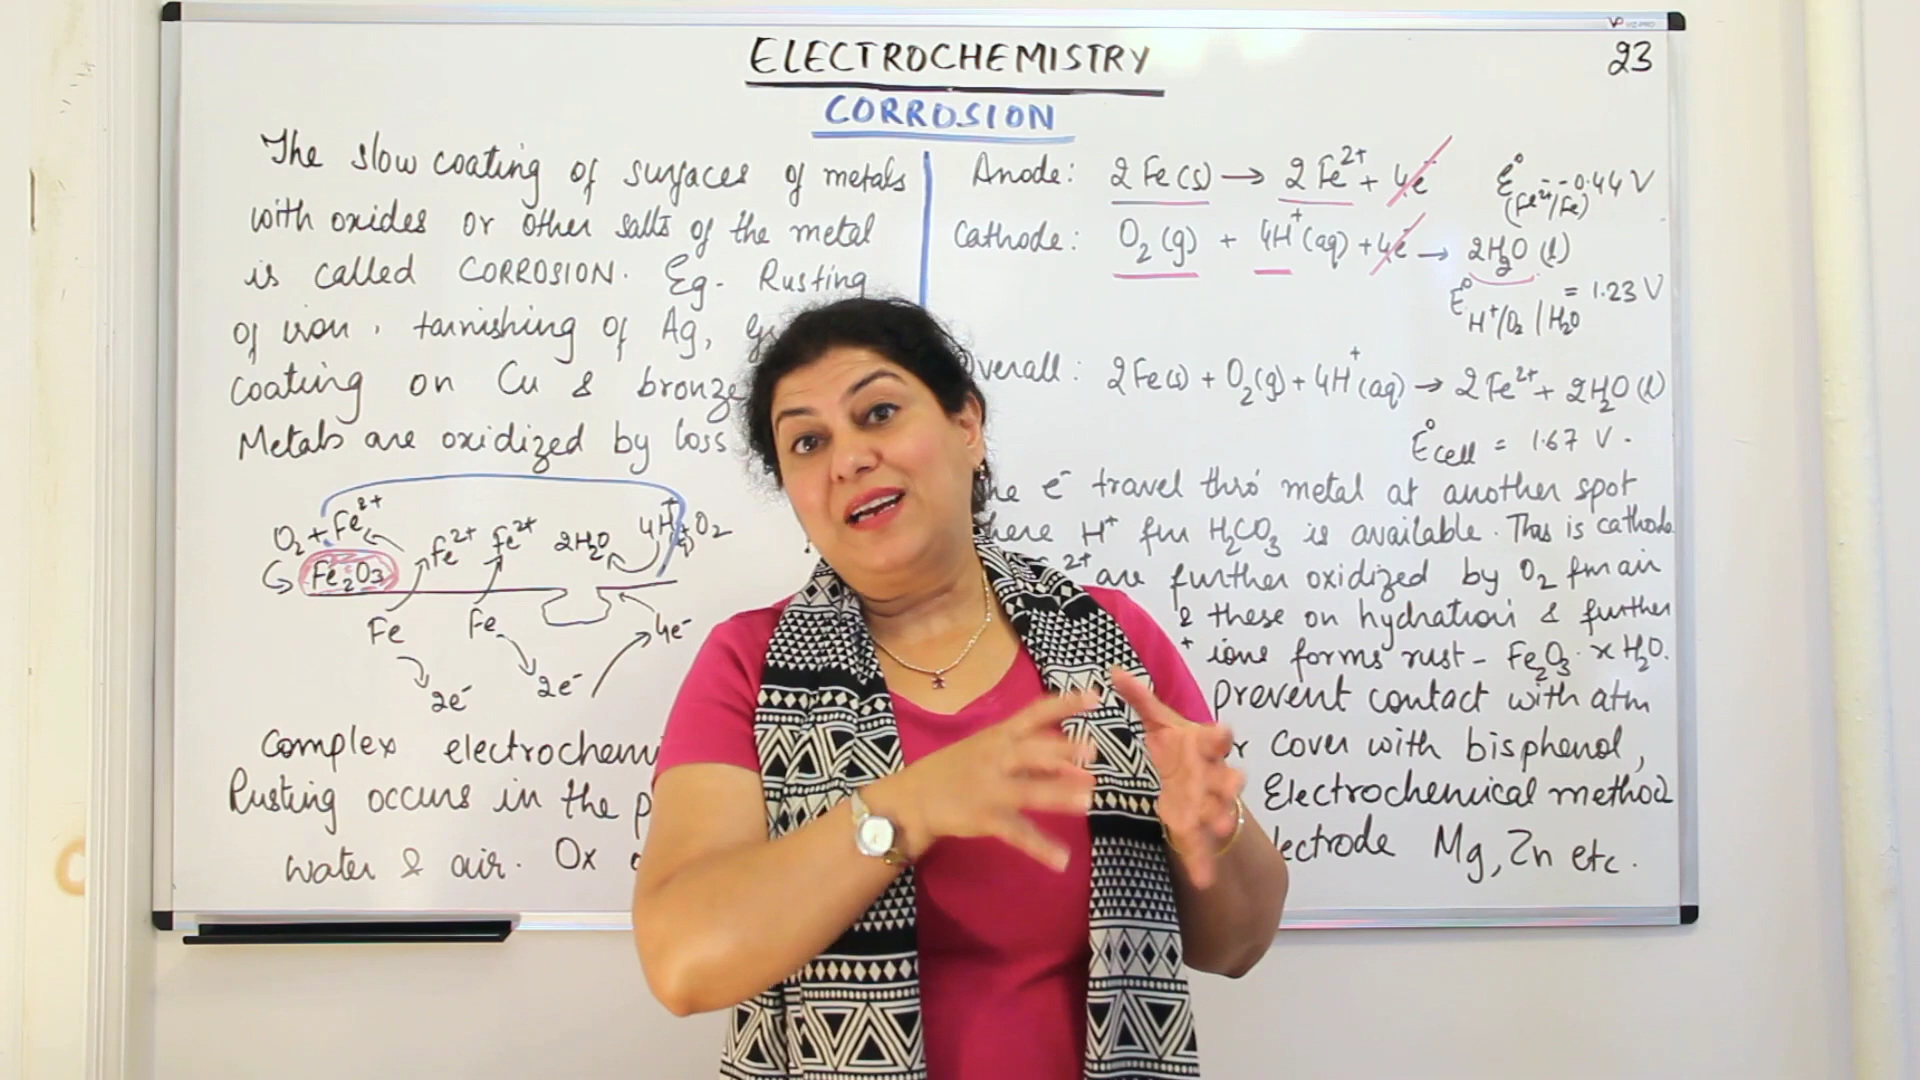 ELECTROCHEMISTRY
23
CORROSION
The slow coating of surfaces of metals
with oxides or other salts of the metal
is called CORROSION. Eg- Rusting
of iron, tarnishing of Ag,
coating on Cu & bronze
Metals are oxidized by loss
O₂ + Fe²⁺ Fe²⁺ Fe²⁺ 2H₂O 4H⁺ + O₂
Fe₂O₃
Fe Fe 4e⁻
2e⁻ 2e⁻
Complex electrochemi
Rusting occurs in the p
water & air. Ox
Anode: 2Fe(s) → 2Fe²⁺ + 4e⁻ E° (Fe²⁺/Fe) = -0.44 V
Cathode: O₂(g) + 4H⁺(aq) + 4e⁻ → 2H₂O(l)
E° H⁺/O₂/H₂O = 1.23 V
Overall: 2Fe(s) + O₂(g) + 4H⁺(aq) → 2Fe²⁺ + 2H₂O(l)
E°cell = 1.67 V.
he e⁻ travel thro' metal at another spot
here H⁺ fm H₂CO₃ is available. This is cathode
²⁺ are further oxidized by O₂ fm air
& these on hydration & further
⁺ ions forms rust - Fe₂O₃·xH₂O.
prevent contact with atm
r cover with bisphenol,
Electrochemical method
lectrode Mg, Zn etc.